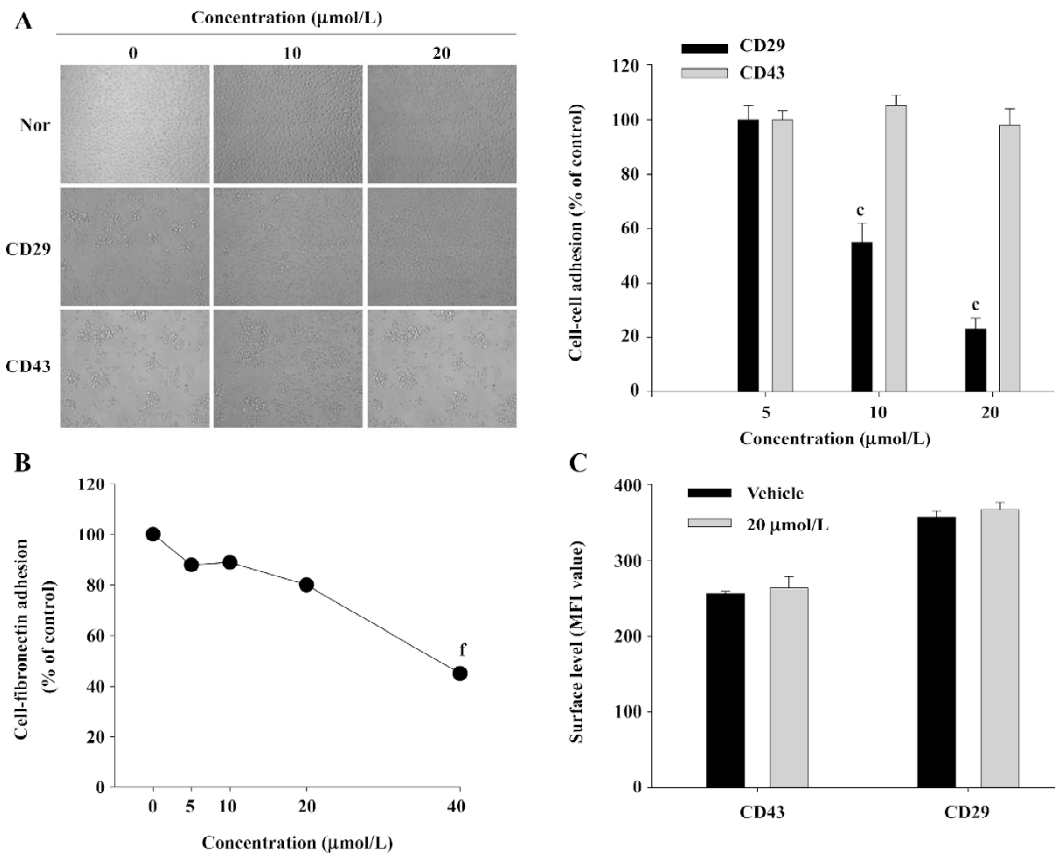 A
Concentration (μmol/L)
0 10 20
Nor
CD29
CD43
CD29
CD43
Cell-cell adhesion (% of control)
120
100
80
60
40
20
0
c
c
5 10 20
Concentration (μmol/L)
B
Cell-fibronectin adhesion
(% of control)
120
100
80
60
40
20
0
f
0 5 10 20 40
Concentration (μmol/L)
C
Vehicle
20 μmol/L
Surface level (MFI value)
400
300
200
100
0
CD43 CD29